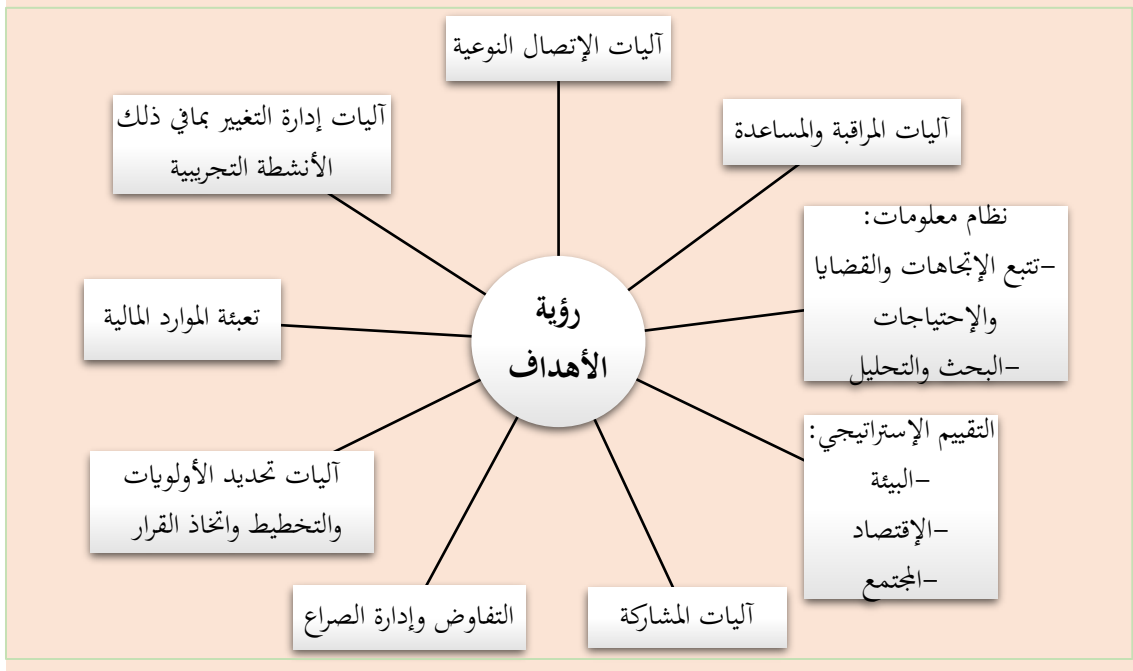 آليات الإتصال النوعية
آليات المراقبة والمساعدة
نظام معلومات:
-تتبع الإتجاهات والقضايا
والإحتياجات
-البحث والتحليل
التقييم الإستراتيجي:
-البيئة
-الإقتصاد
-المجتمع
آليات المشاركة
التفاوض وإدارة الصراع
آليات تحديد الأولويات
والتخطيط واتخاذ القرار
تعبئة الموارد المالية
آليات إدارة التغيير بمافي ذلك
الأنشطة التجريبية
رؤية
الأهداف